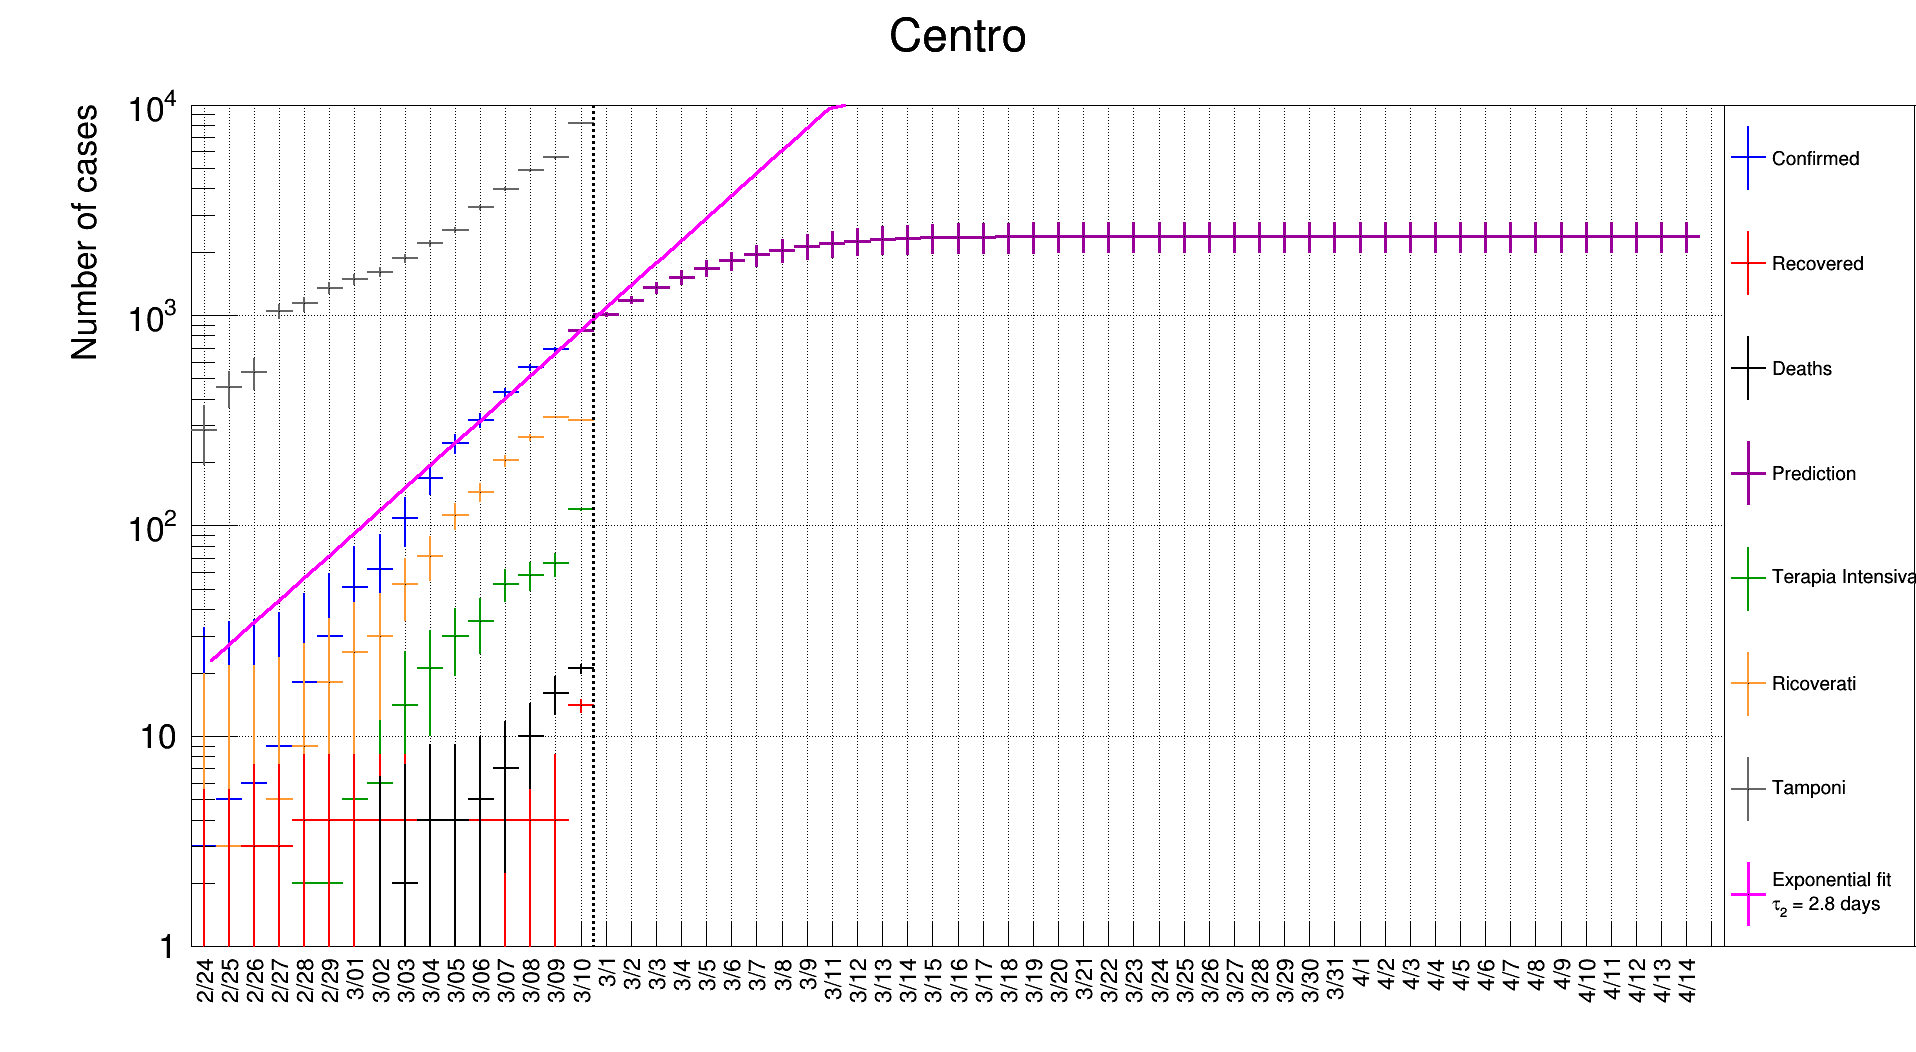 Centro
Number of cases
10^4
10^3
10^2
10
1
2/24 2/25 2/26 2/27 2/28 2/29 3/01 3/02 3/03 3/04 3/05 3/06 3/07 3/08 3/09 3/10 3/1 3/2 3/3 3/4 3/5 3/6 3/7 3/8 3/9 3/11 3/12 3/13 3/14 3/15 3/16 3/17 3/18 3/19 3/20 3/21 3/22 3/23 3/24 3/25 3/26 3/27 3/28 3/29 3/30 3/31 4/1 4/2 4/3 4/4 4/5 4/6 4/7 4/8 4/9 4/10 4/11 4/12 4/13 4/14
Confirmed
Recovered
Deaths
Prediction
Terapia Intensiva
Ricoverati
Tamponi
Exponential fit
τ2 = 2.8 days